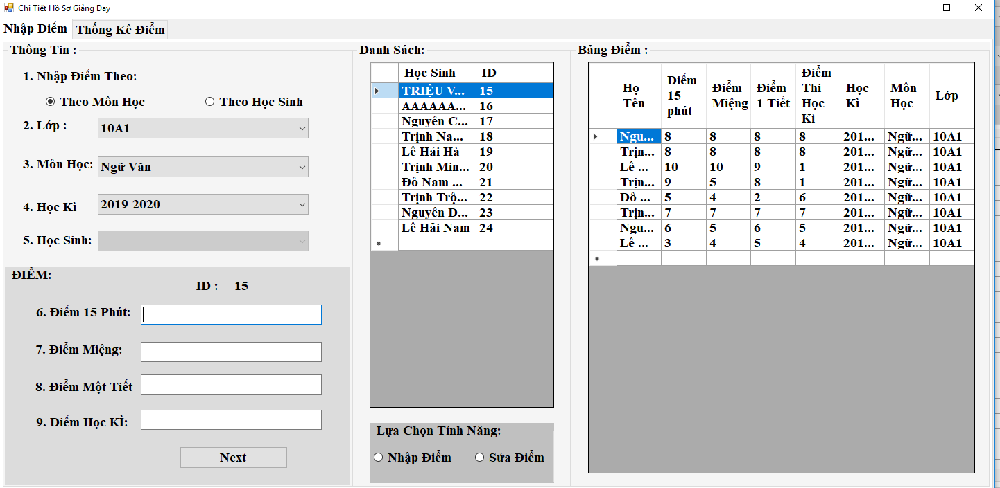 Chi Tiết Hồ Sơ Giảng Dạy
Nhập Điểm Thống Kê Điểm
Thông Tin :
1. Nhập Điểm Theo:
Theo Môn Học Theo Học Sinh
2. Lớp : 10A1
3. Môn Học: Ngữ Văn
4. Học Kì 2019-2020
5. Học Sinh:
ĐIỂM:
ID : 15
6. Điểm 15 Phút:
7. Điểm Miệng:
8. Điểm Một Tiết
9. Điểm Học KÌ:
Next
Danh Sách:
Học Sinh ID
TRIỆU V... 15
AAAAAA... 16
Nguyên C... 17
Trịnh Na... 18
Lê Hải Hà 19
Trịnh Min... 20
Đô Nam ... 21
Trịnh Trộ... 22
Nguyên D... 23
Lê Hải Nam 24
Lựa Chọn Tính Năng:
Nhập Điểm Sửa Điểm
Bảng Điểm :
Họ Tên Điểm 15 phút Điểm Miệng Điểm 1 Tiết Điểm Thi Học Kì Học Kì Môn Học Lớp
Ngu... 8 8 8 8 201... Ngữ... 10A1
Trịn... 8 8 8 8 201... Ngữ... 10A1
Lê ... 10 10 9 1 201... Ngữ... 10A1
Trịn... 9 5 8 1 201... Ngữ... 10A1
Đô ... 5 4 2 6 201... Ngữ... 10A1
Trịn... 7 7 7 7 201... Ngữ... 10A1
Ngu... 6 5 6 5 201... Ngữ... 10A1
Lê ... 3 4 5 4 201... Ngữ... 10A1